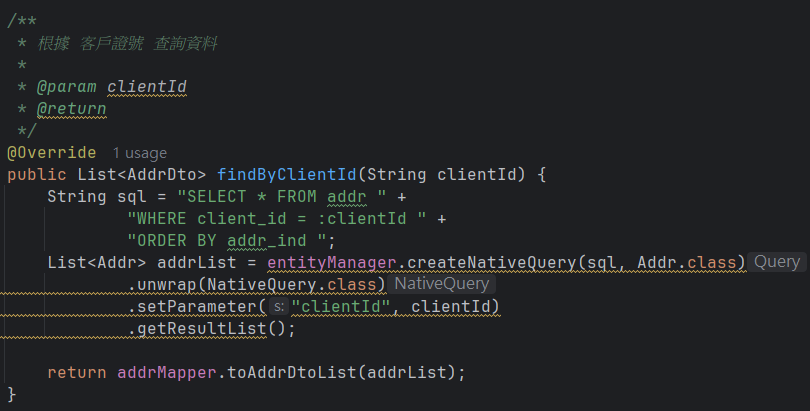 /**
 * 根據 客戶證號 查詢資料
 *
 * @param clientId
 * @return
 */
@Override 1 usage
public List<AddrDto> findByClientId(String clientId) {
    String sql = "SELECT * FROM addr " +
            "WHERE client_id = :clientId " +
            "ORDER BY addr_ind ";
    List<Addr> addrList = entityManager.createNativeQuery(sql, Addr.class) Query
            .unwrap(NativeQuery.class) NativeQuery
            .setParameter( s: "clientId", clientId)
            .getResultList();
    return addrMapper.toAddrDtoList(addrList);
}